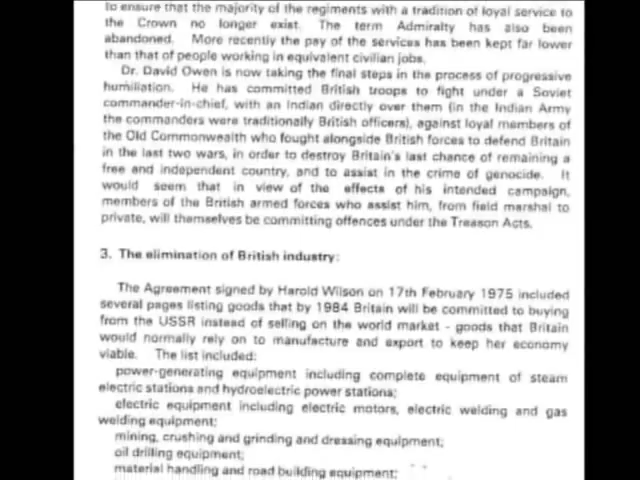 to ensure that the majority of the regiments with a tradition of loyal service to
the Crown no longer exist. The term Admiralty has also been
abandoned. More recently the pay of the services has been kept far lower
than that of people working in equivalent civilian jobs.
Dr. David Owen is now taking the final steps in the process of progressive
humiliation. He has committed British troops to fight under a Soviet
commander-in-chief, with an Indian directly over them (in the Indian Army
the commanders were traditionally British officers), against loyal members of
the Old Commonwealth who fought alongside British forces to defend Britain
in the last two wars, in order to destroy Britain's last chance of remaining a
free and independent country, and to assist in the crime of genocide. It
would seem that in view of the effects of his intended campaign,
members of the British armed forces who assist him, from field marshal to
private, will themselves be committing offences under the Treason Acts.
3. The elimination of British industry:
The Agreement signed by Harold Wilson on 17th February 1975 included
several pages listing goods that by 1984 Britain will be committed to buying
from the USSR instead of selling on the world market - goods that Britain
would normally rely on to manufacture and export to keep her economy
viable. The list included:
power-generating equipment including complete equipment of steam
electric stations and hydroelectric power stations;
electric equipment including electric motors, electric welding and gas
welding equipment;
mining, crushing and grinding and dressing equipment;
oil drilling equipment;
material handling and road building equipment;